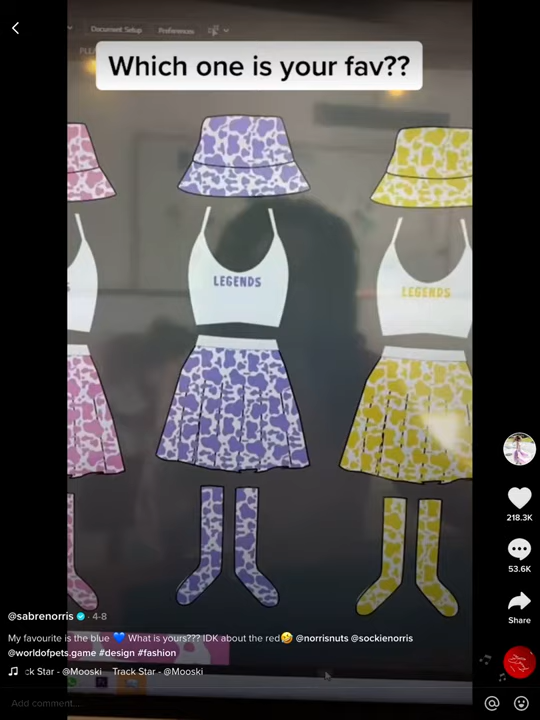 Document Setup Preferences
Which one is your fav??
LEGENDS
LEGENDS
S
218.3K
53.6K
Share
@sabrenorris · 4-8
My favourite is the blue 💙 What is yours??? IDK about the red🤣 @norrisnuts @sockienorris
@worldofpets.game #design #fashion
ck Star - @Mooski Track Star - @Mooski
Add comment...